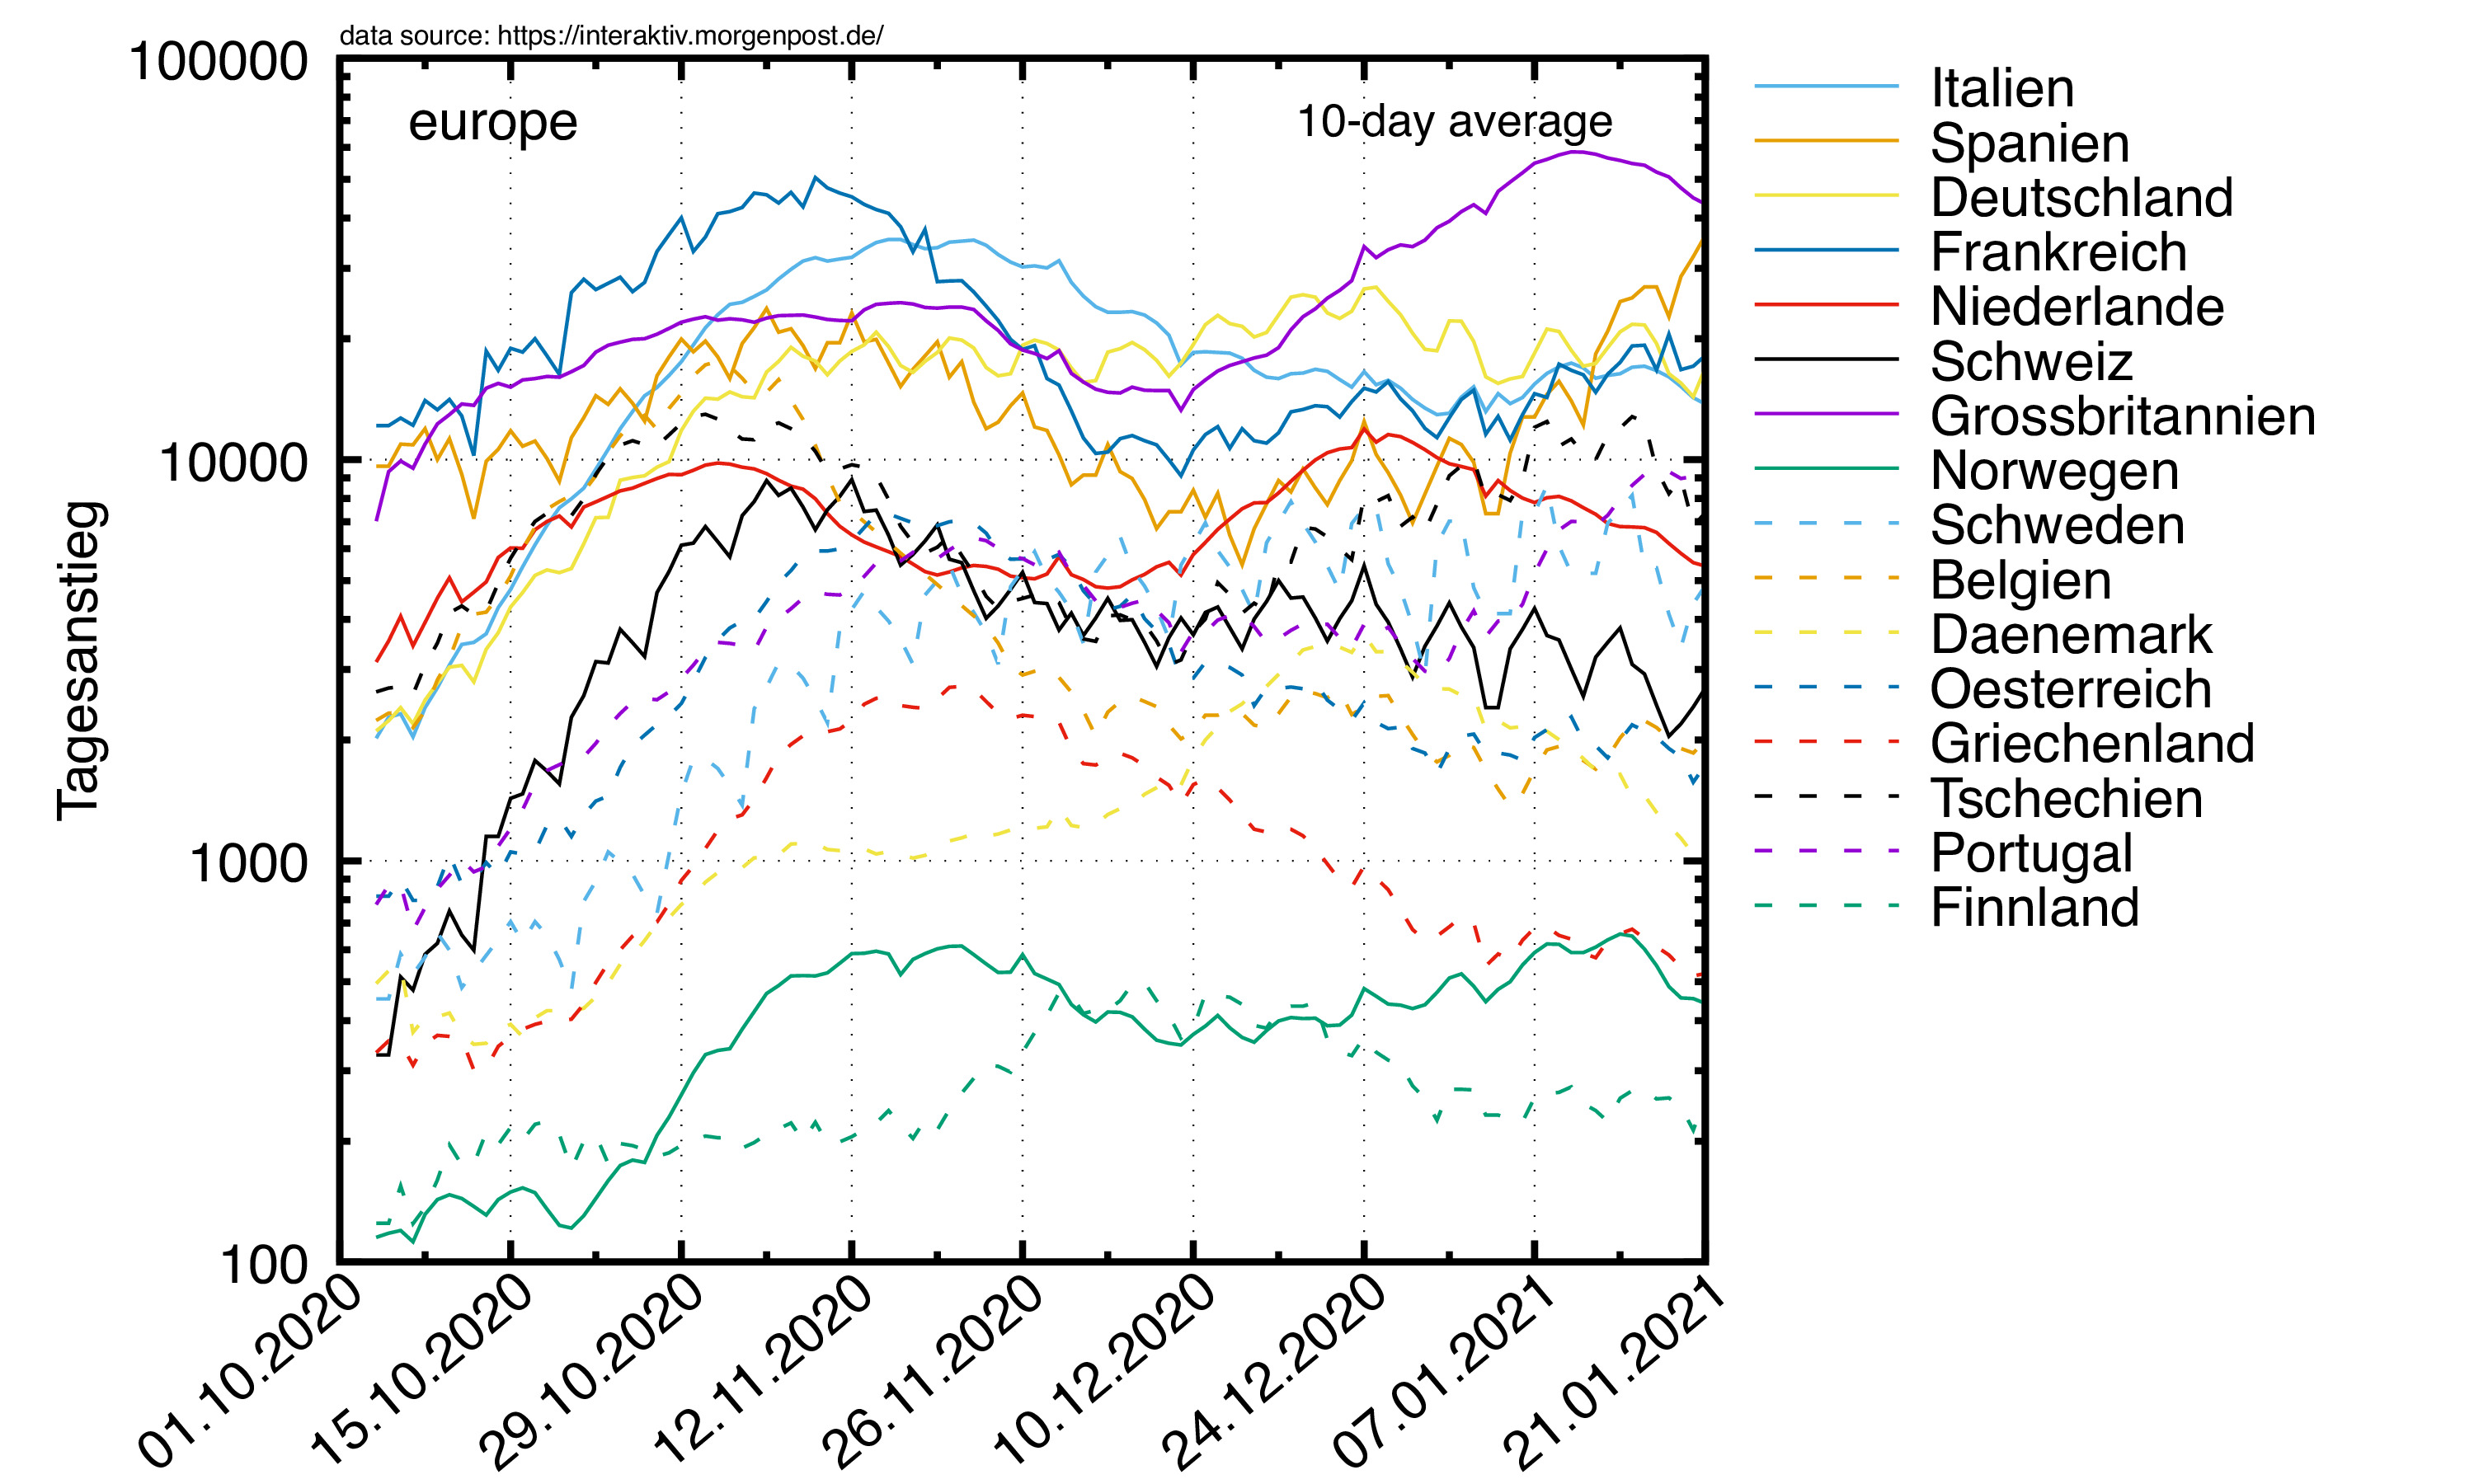 data source: https://interaktiv.morgenpost.de/
europe
10-day average
Tagesanstieg
100000
10000
1000
100
01.10.2020
15.10.2020
29.10.2020
12.11.2020
26.11.2020
10.12.2020
24.12.2020
07.01.2021
21.01.2021
Italien
Spanien
Deutschland
Frankreich
Niederlande
Schweiz
Grossbritannien
Norwegen
Schweden
Belgien
Daenemark
Oesterreich
Griechenland
Tschechien
Portugal
Finnland